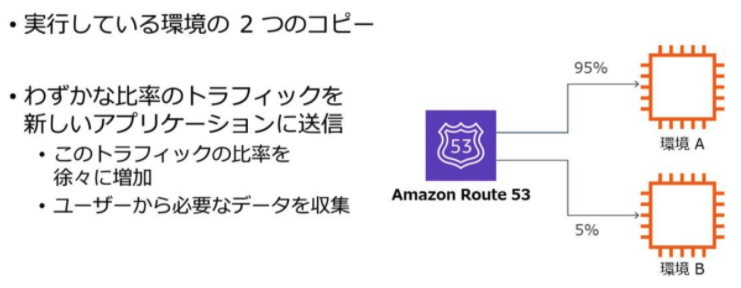 • 実行している環境の 2 つのコピー
• わずかな比率のトラフィックを
新しいアプリケーションに送信
• このトラフィックの比率を
徐々に増加
• ユーザーから必要なデータを収集
53
Amazon Route 53
95%
環境 A
5%
環境 B